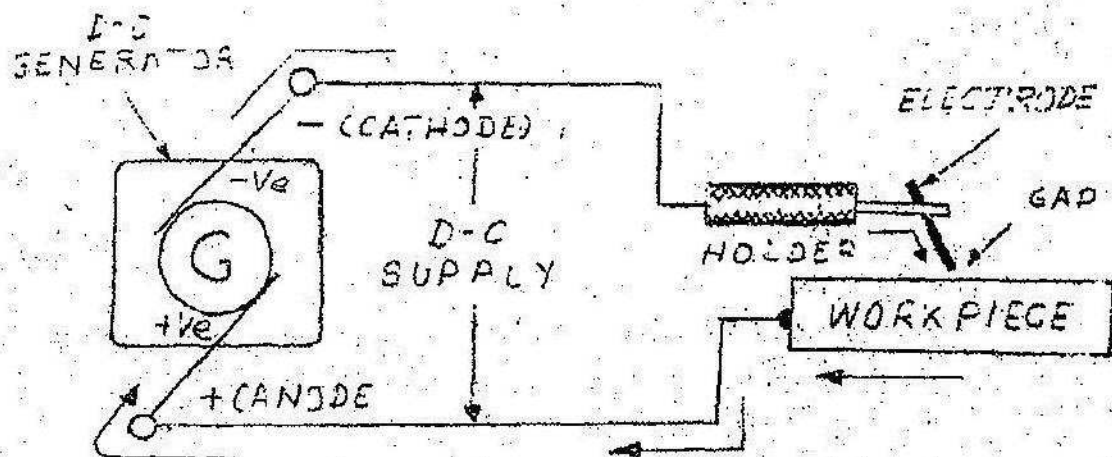 D-C
GENERATOR
- (CATHODE)
-Ve
G
+Ve
+ (ANODE
D-C
SUPPLY
ELECTRODE
GAP
HOLDER
WORKPIECE